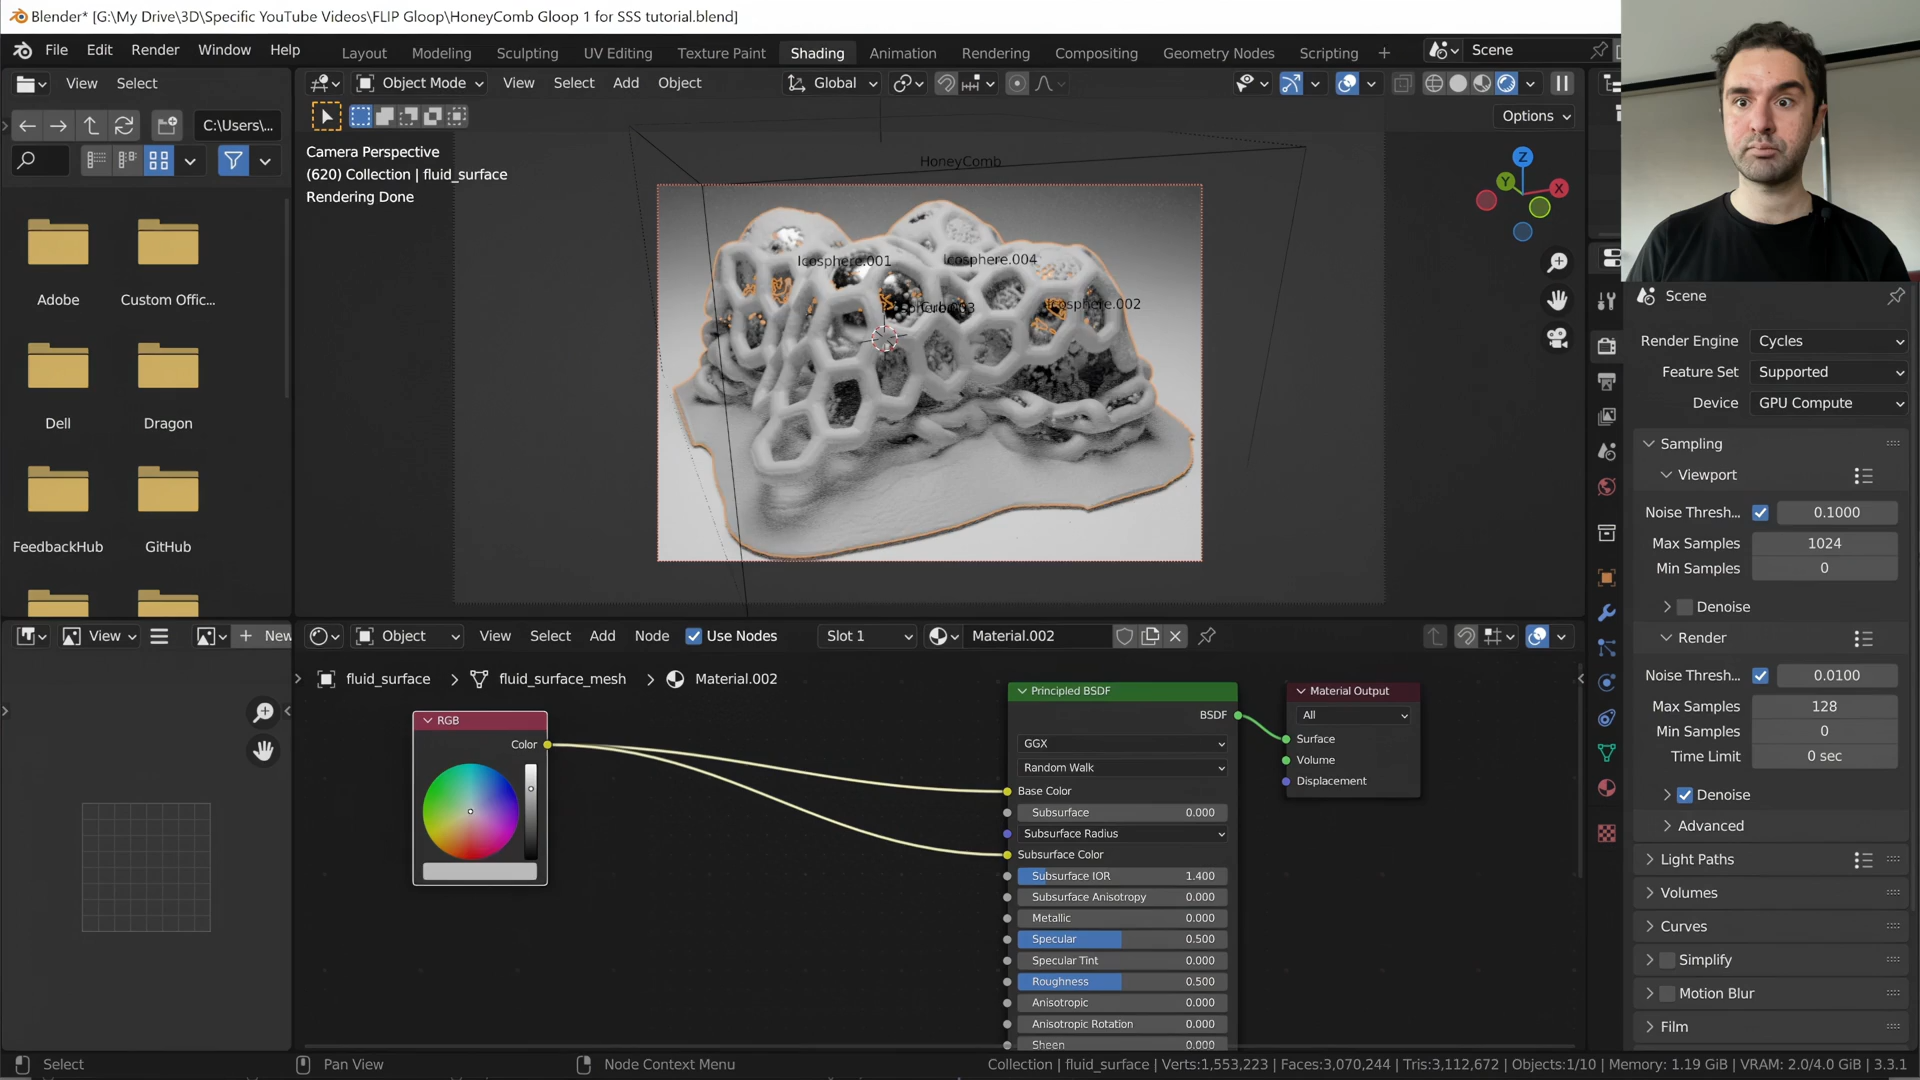 Blender* [G:\My Drive\3D\Specific YouTube Videos\FLIP Gloop\HoneyComb Gloop 1 for SSS tutorial.blend]
File Edit Render Window Help
Layout Modeling Sculpting UV Editing Texture Paint Shading Animation Rendering Compositing Geometry Nodes Scripting + Scene
View Select
Object Mode View Select Add Object Global
C:\Users\...
Options
Camera Perspective
(620) Collection | fluid_surface
Rendering Done
HoneyComb
Icosphere.001
Icosphere.004
Icosphere.002
Z
Y
X
Adobe
Custom Offic...
Dell
Dragon
FeedbackHub
GitHub
Scene
Render Engine Cycles
Feature Set Supported
Device GPU Compute
Sampling
Viewport
Noise Thresh... 0.1000
Max Samples 1024
Min Samples 0
Denoise
Render
Noise Thresh... 0.0100
Max Samples 128
Min Samples 0
Time Limit 0 sec
Denoise
Advanced
Light Paths
Volumes
Curves
Simplify
Motion Blur
Film
View + New
Object View Select Add Node Use Nodes Slot 1 Material.002
fluid_surface > fluid_surface_mesh > Material.002
RGB
Color
Principled BSDF
BSDF
GGX
Random Walk
Base Color
Subsurface 0.000
Subsurface Radius
Subsurface Color
Subsurface IOR 1.400
Subsurface Anisotropy 0.000
Metallic 0.000
Specular 0.500
Specular Tint 0.000
Roughness 0.500
Anisotropic 0.000
Anisotropic Rotation 0.000
Sheen 0.000
Material Output
All
Surface
Volume
Displacement
Select Pan View Node Context Menu
Collection | fluid_surface | Verts:1,553,223 | Faces:3,070,244 | Tris:3,112,672 | Objects:1/10 | Memory: 1.19 GiB | VRAM: 2.0/4.0 GiB | 3.3.1